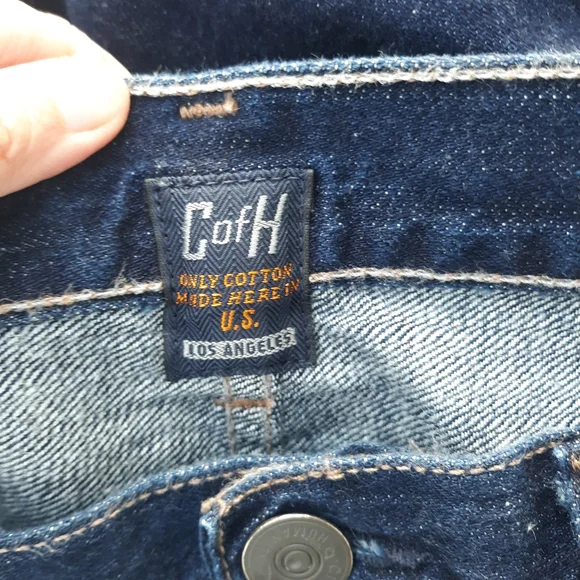 CofH
ONLY COTTON
MADE HERE IN
U.S.
LOS ANGELES